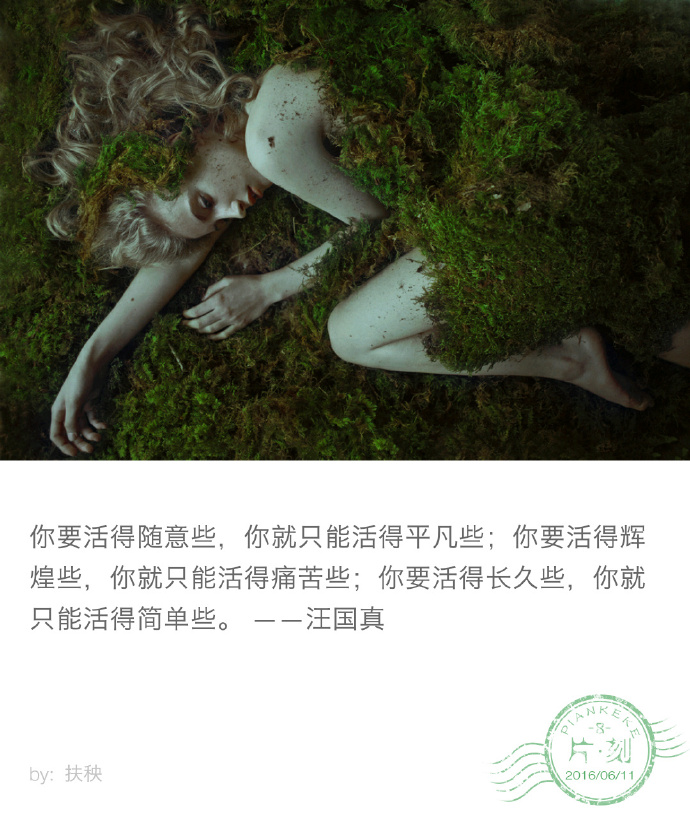 你要活得随意些，你就只能活得平凡些；你要活得辉
煌些，你就只能活得痛苦些；你要活得长久些，你就
只能活得简单些。 ——汪国真
PIANKEKE
片·刻
2016/06/11
by: 扶秧